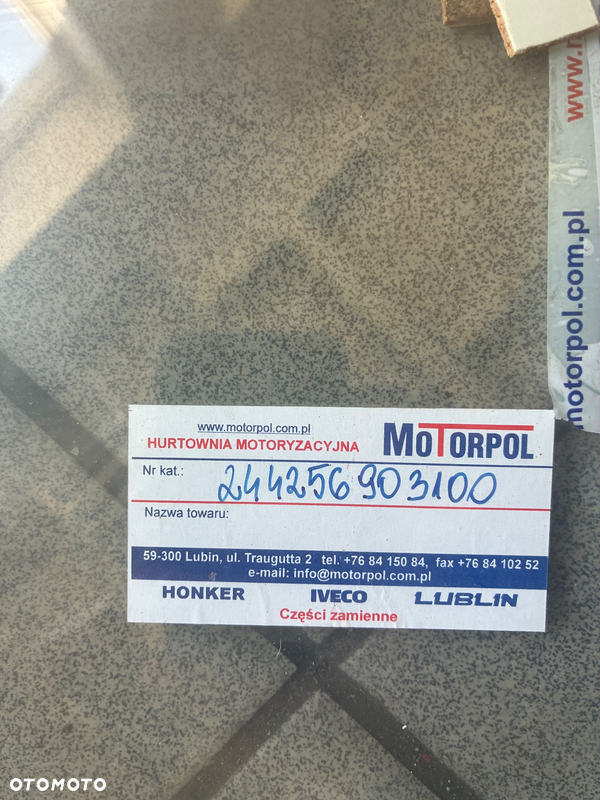 www.m
motorpol.com.pl
www.motorpol.com.pl
HURTOWNIA MOTORYZACYJNA
MOTORPOL
Nr kat.: 244256903100
Nazwa towaru:
59-300 Lubin, ul. Traugutta 2 tel. +76 84 150 84, fax +76 84 102 52
e-mail: info@motorpol.com.pl
HONKER IVECO LUBLIN
Części zamienne
OTOMOTO